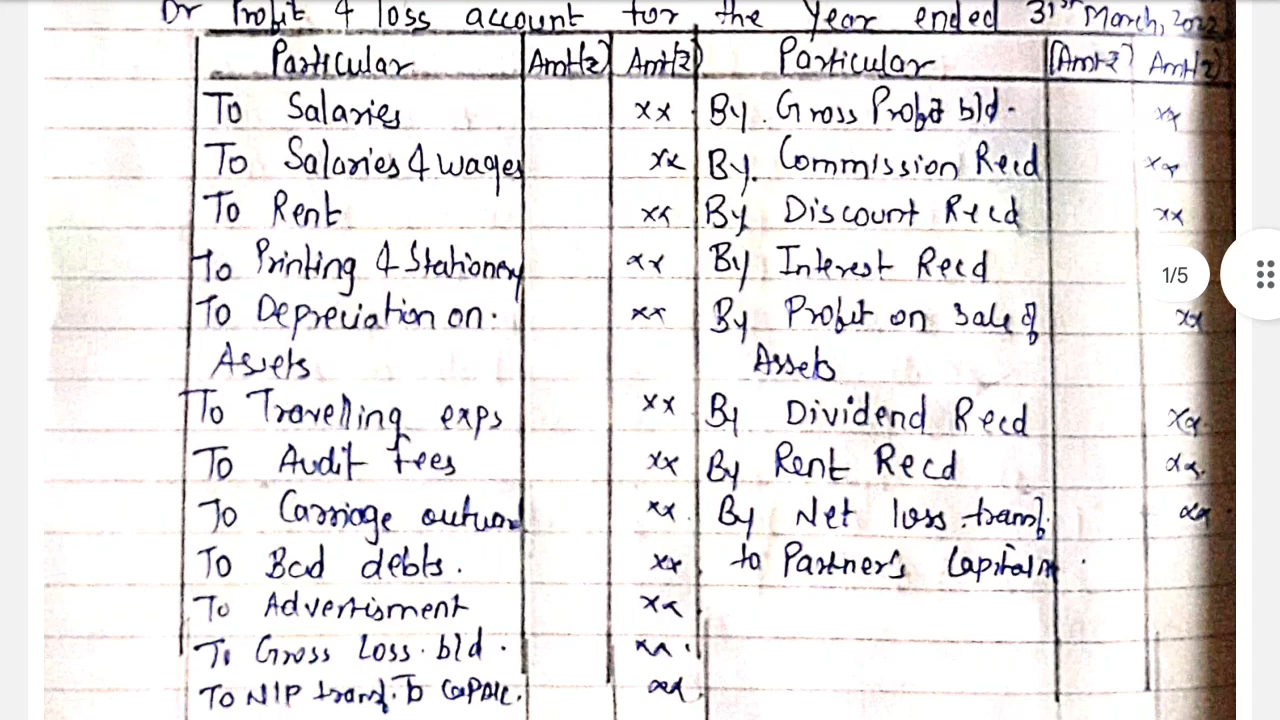 Dr Profit & loss account for the Year ended 31st March, 2022
Particular Amt(₹) Amt(₹) Particular Amt(₹) Amt(₹)
To Salaries xx By Gross Profit b/d. xx
To Salaries & wages xx By Commission Recd xx
To Rent xx By Discount Recd xx
To Printing & Stationery xx By Interest Recd
To Depreciation on. xx By Profit on Sale of xx
Assets Assets
To Travelling exps xx By Dividend Recd xx
To Audit Fees xx By Rent Recd xx
To Carriage outward xx By Net loss transf. xx
To Bad debts. xx to Partner's Capital
To Advertisment xx
To Gross Loss b/d. xx
To N/P transf. To Cap
1/5